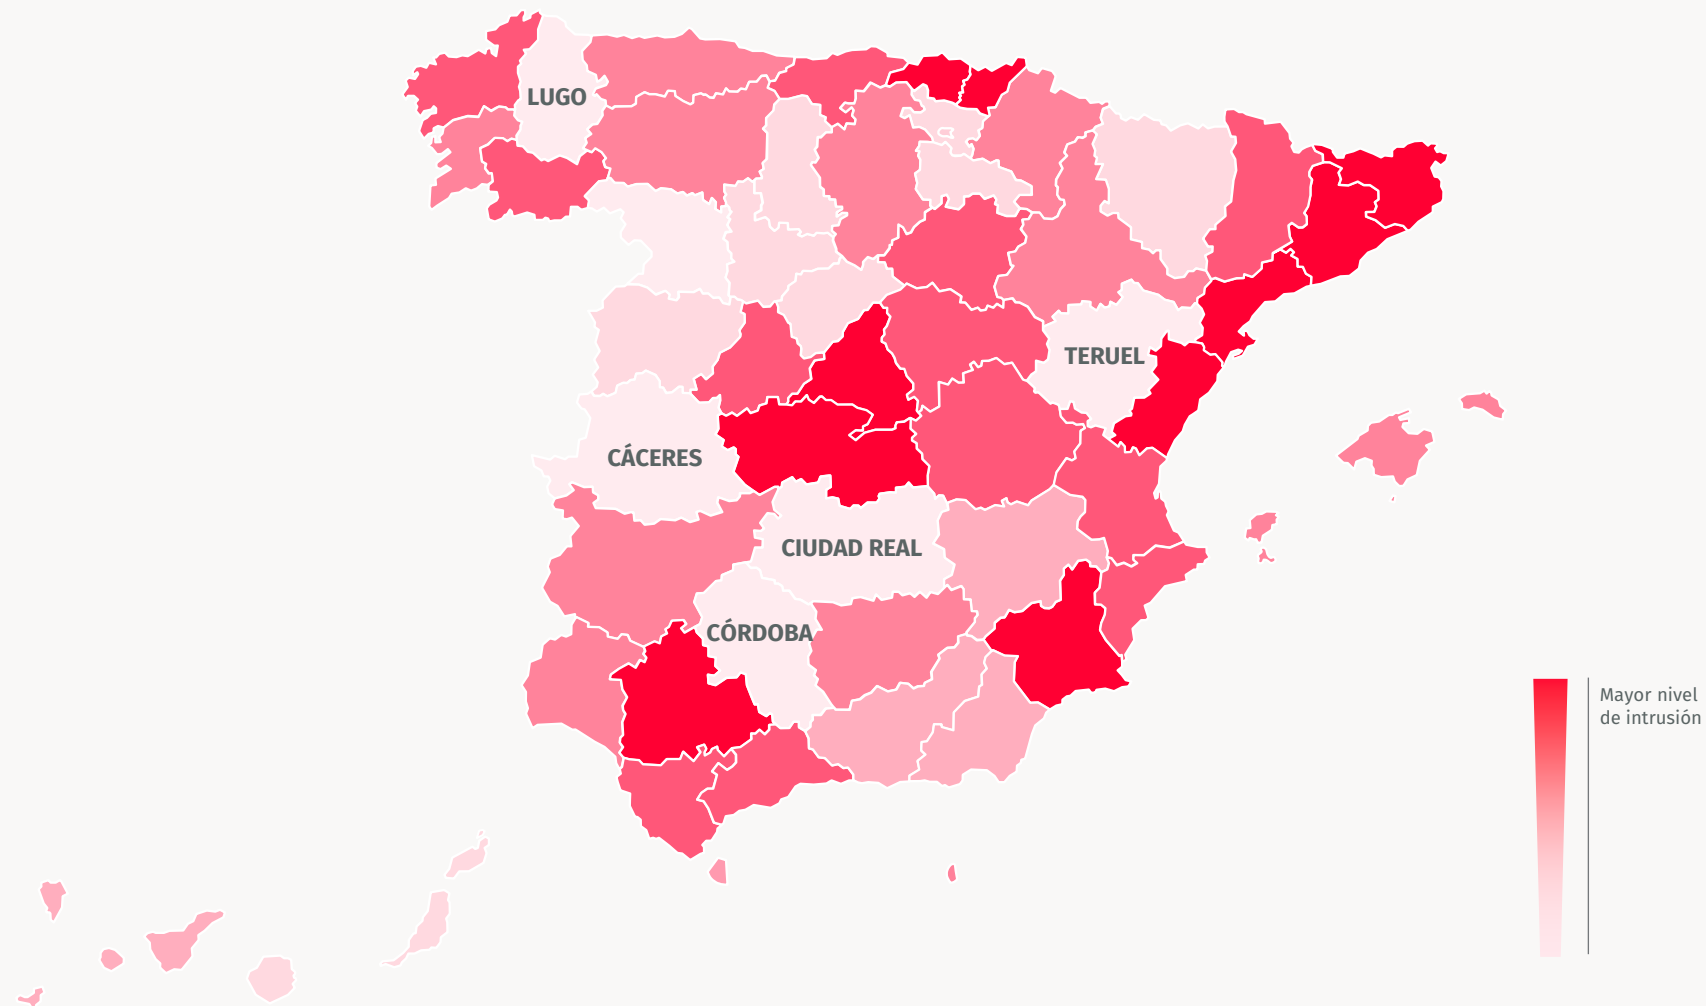 LUGO
TERUEL
CÁCERES
CIUDAD REAL
CÓRDOBA
Mayor nivel
de intrusión